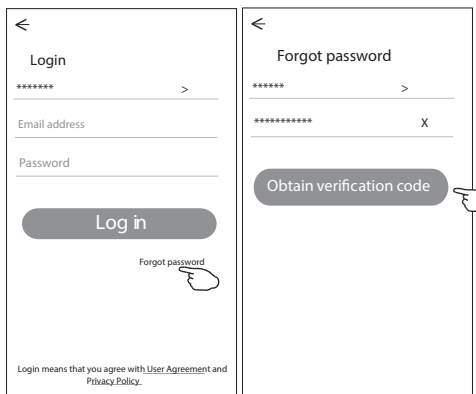 Login
*******
>
Email address
Password
Log in
Forgot password
Login means that you agree with User Agreement and
Privacy Policy
Forgot password
******
>
***********
X
Obtain verification code